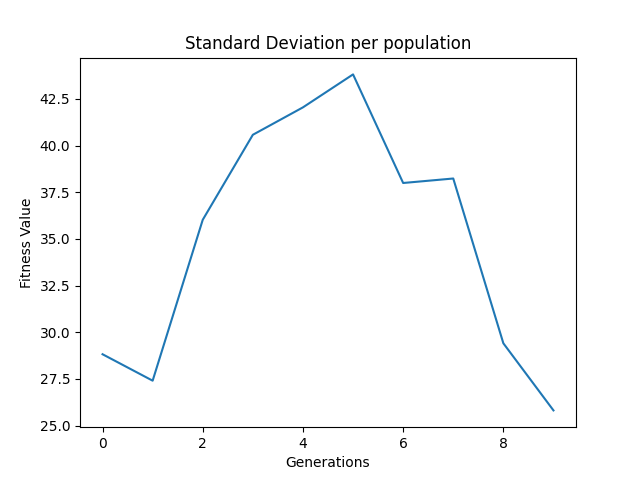 Standard Deviation per population
Fitness Value
42.5
40.0
37.5
35.0
32.5
30.0
27.5
25.0
0 2 4 6 8
Generations